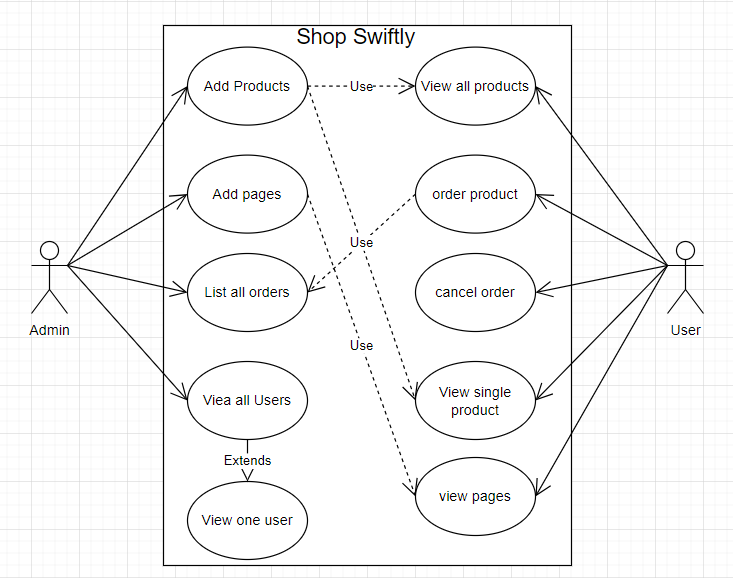 Shop Swiftly
Add Products
Use
View all products
Add pages
order product
Use
List all orders
cancel order
Admin
User
Use
Viea all Users
View single
product
Extends
view pages
View one user